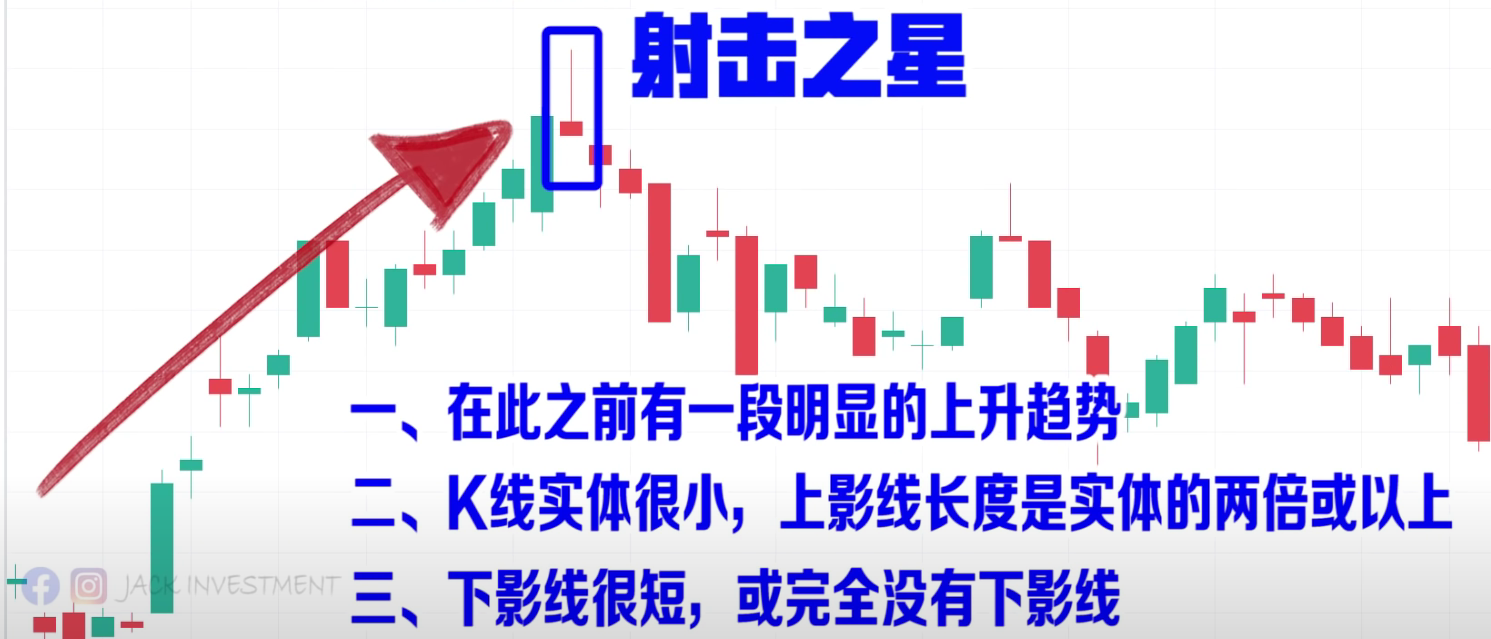 射击之星
一、在此之前有一段明显的上升趋势
二、K线实体很小，上影线长度是实体的两倍或以上
三、下影线很短，或完全没有下影线
JACK INVESTMENT